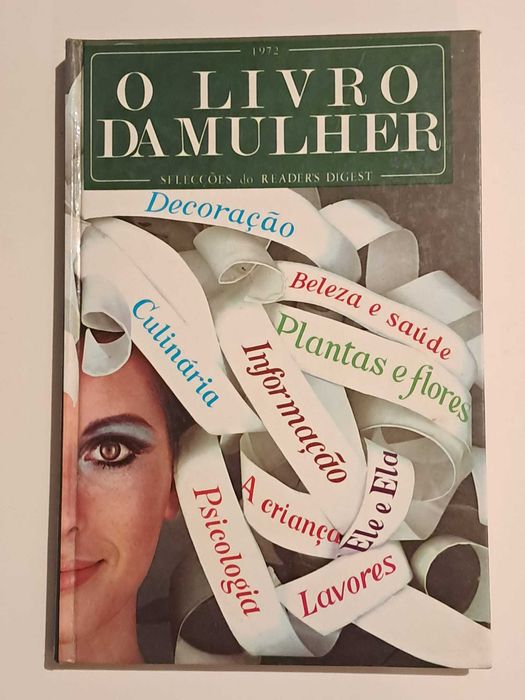 1972
O LIVRO
DA MULHER
SELECÇÕES do READER'S DIGEST
Decoração
Beleza e saúde
Culinária
Plantas e flores
Informação
Ele e Ela
A criança
Psicologia
Lavores